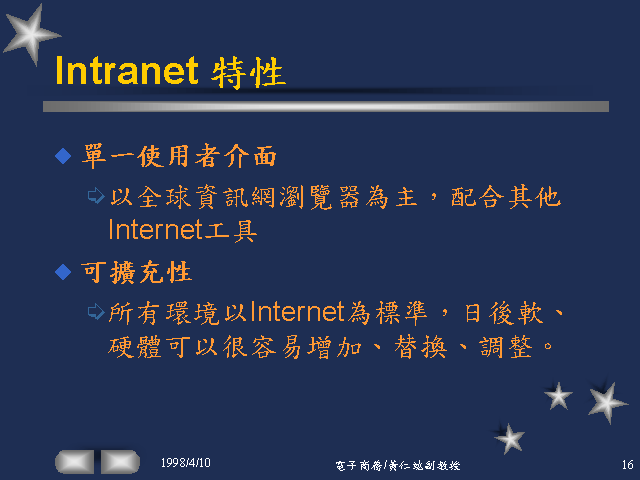 Intranet 特性
單一使用者介面
以全球資訊網瀏覽器為主，配合其他
Internet工具
可擴充性
所有環境以Internet為標準，日後軟、
硬體可以很容易增加、替換、調整。
1998/4/10
電子商務/黃仁 副教授
16